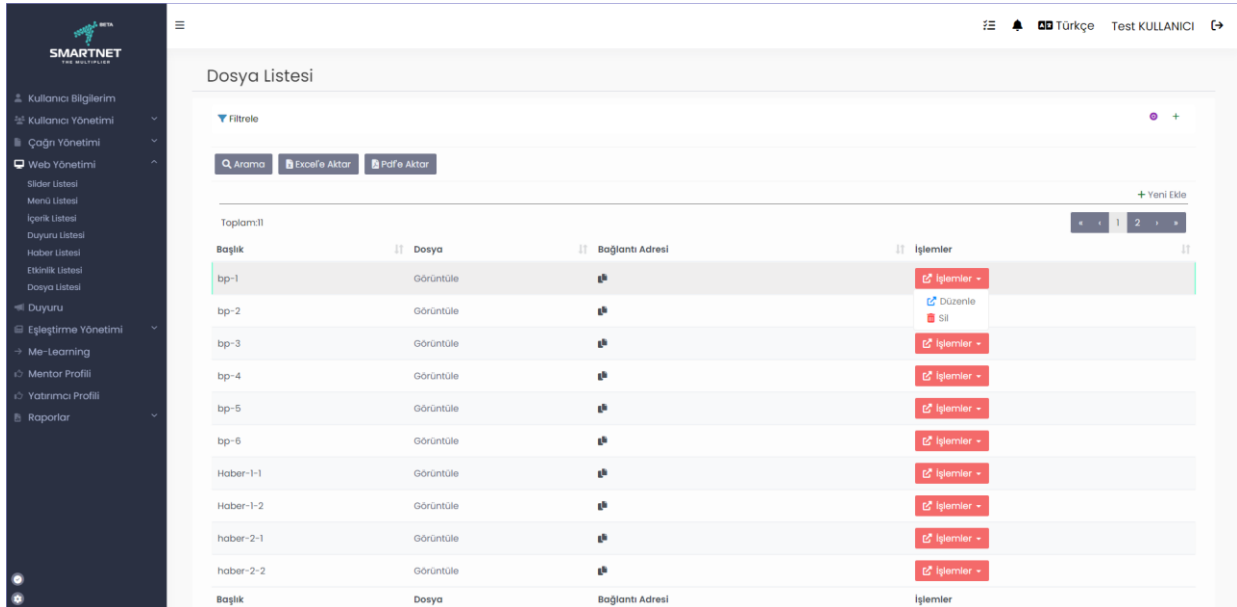 BETA
SMARTNET
THE MULTIPLIER
Türkçe Test KULLANICI
Dosya Listesi
Kullanıcı Bilgilerim
Kullanıcı Yönetimi
Çağrı Yönetimi
Web Yönetimi
Slider Listesi
Menü Listesi
İçerik Listesi
Duyuru Listesi
Haber Listesi
Etkinlik Listesi
Dosya Listesi
Duyuru
Eşleştirme Yönetimi
Me-Learning
Mentor Profili
Yatırımcı Profili
Raporlar
Filtrele
Arama Excel'e Aktar Pdf'e Aktar
+ Yeni Ekle
Toplam:11
« ‹ 1 2 › »
Başlık Dosya Bağlantı Adresi İşlemler
bp-1 Görüntüle İşlemler
Düzenle
Sil
bp-2 Görüntüle
bp-3 Görüntüle İşlemler
bp-4 Görüntüle İşlemler
bp-5 Görüntüle İşlemler
bp-6 Görüntüle İşlemler
Haber-1-1 Görüntüle İşlemler
Haber-1-2 Görüntüle İşlemler
haber-2-1 Görüntüle İşlemler
haber-2-2 Görüntüle İşlemler
Başlık Dosya Bağlantı Adresi İşlemler